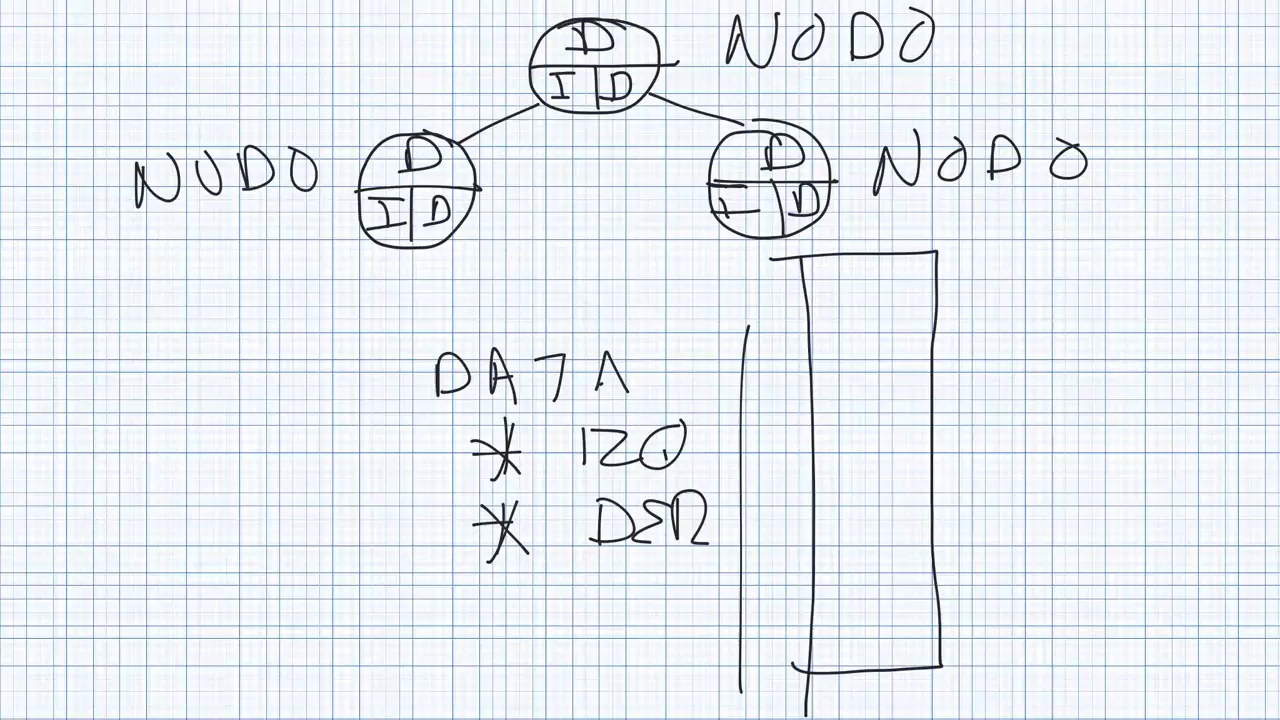 D NODO
I D
NODO D D NODO
I D I D
DATA
* IZQ
* DER